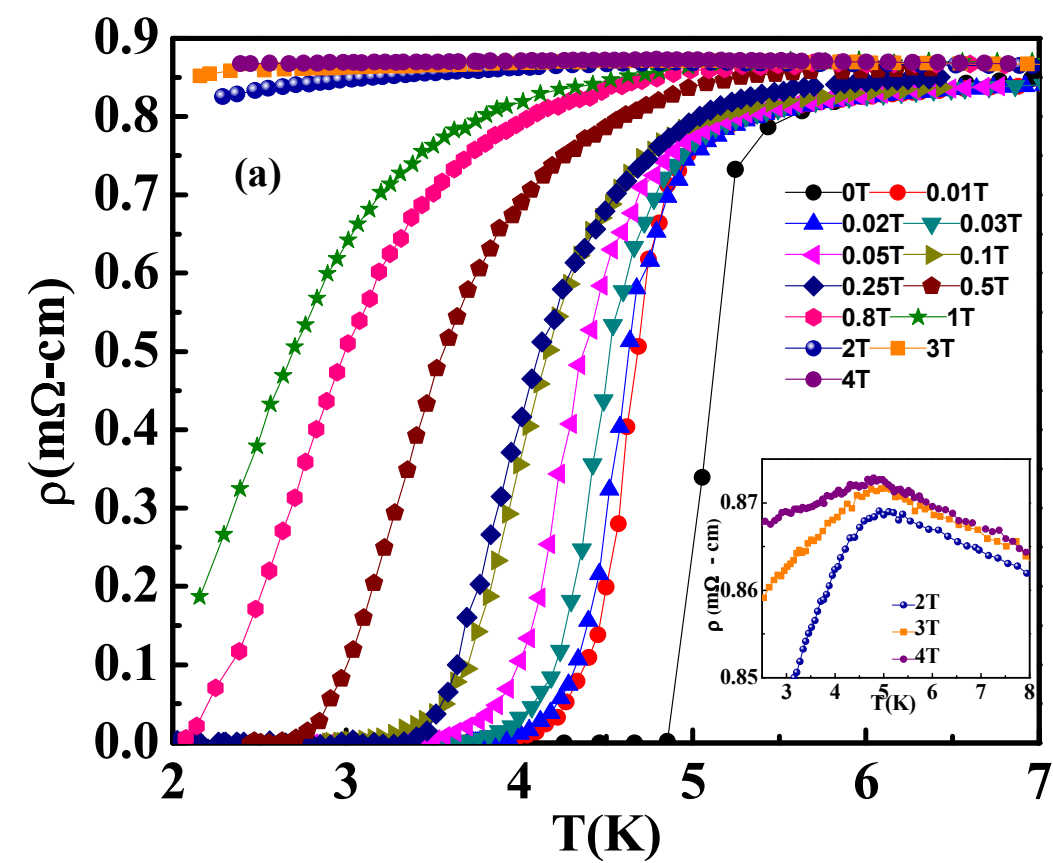 0.9
0.8
0.7
0.6
0.5
0.4
0.3
0.2
0.1
0.0
ρ(mΩ-cm)
(a)
0T 0.01T
0.02T 0.03T
0.05T 0.1T
0.25T 0.5T
0.8T 1T
2T 3T
4T
0.87
0.86
0.85
ρ (mΩ - cm)
2T
3T
4T
3 4 5 6 7 8
T(K)
2 3 4 5 6 7
T(K)